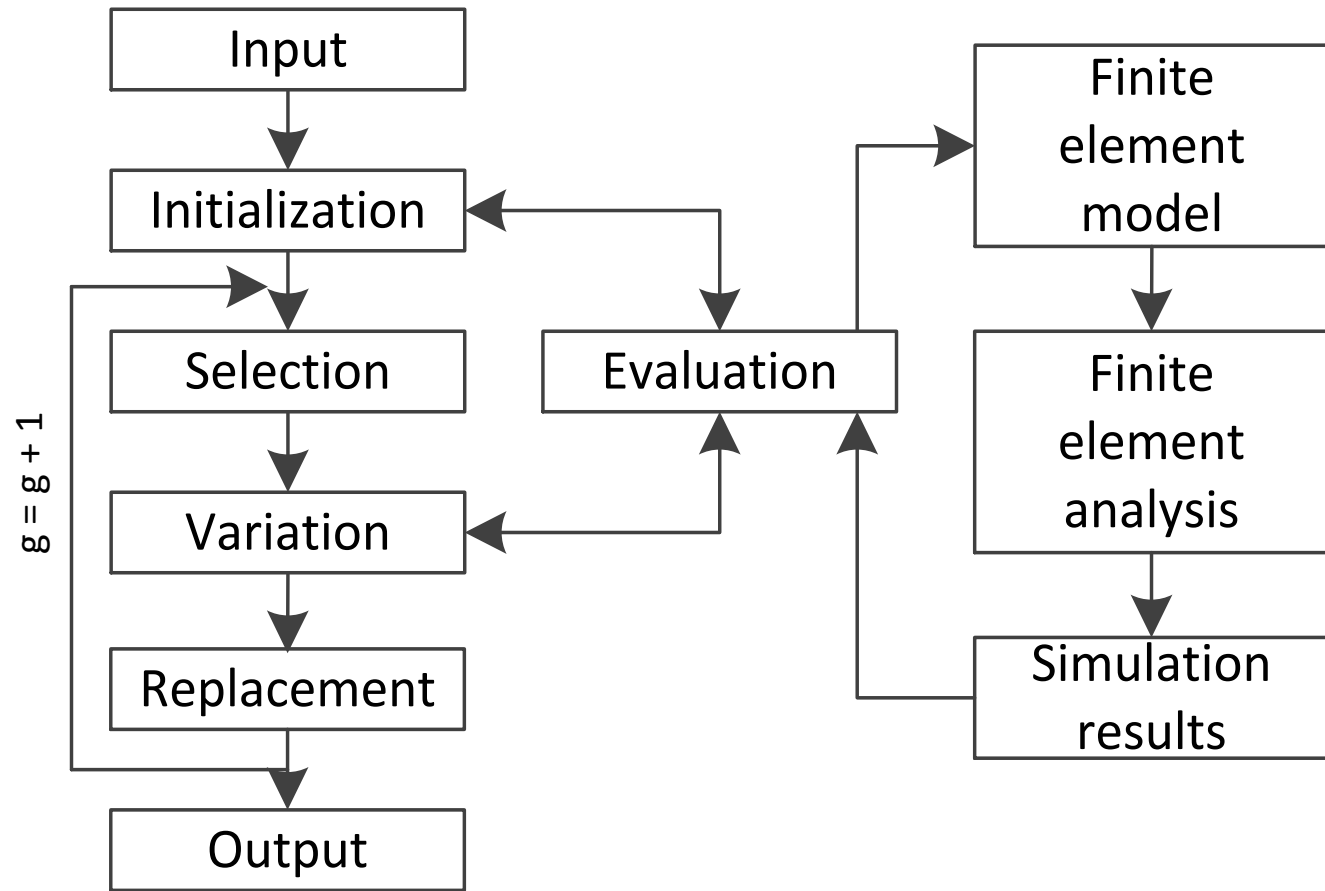 Input
Initialization
Selection
Variation
Replacement
Output
g = g + 1
Evaluation
Finite
element
model
Finite
element
analysis
Simulation
results